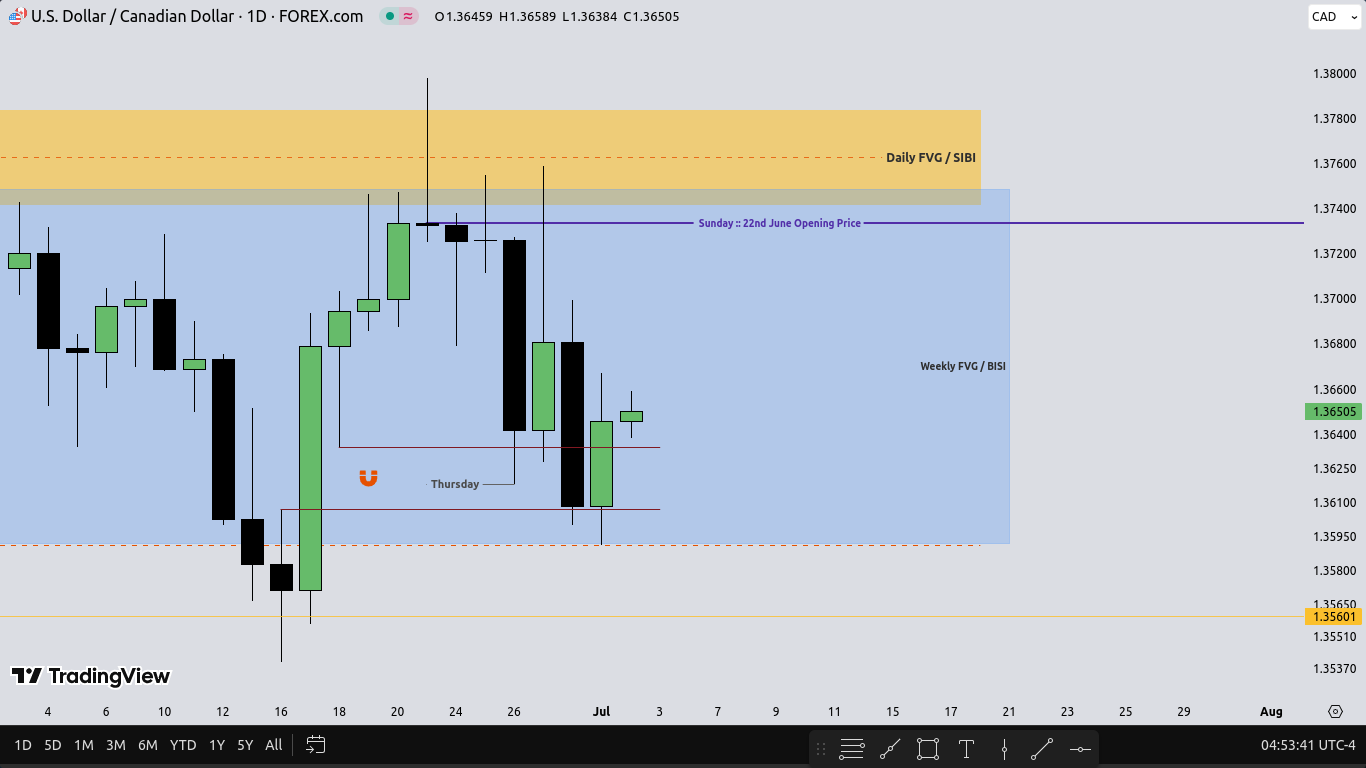 U.S. Dollar / Canadian Dollar · 1D · FOREX.com
O1.36459 H1.36589 L1.36384 C1.36505
CAD
1.38000
1.37800
Daily FVG / SIBI
1.37600
1.37400
Sunday :: 22nd June Opening Price
1.37200
1.37000
1.36800
Weekly FVG / BISI
1.36600
1.36505
1.36400
1.36250
Thursday
1.36100
1.35950
1.35800
1.35650
1.35601
1.35510
1.35370
TradingView
4 6 10 12 16 18 20 24 26 Jul 3 7 9 11 15 17 21 23 25 29 Aug
1D 5D 1M 3M 6M YTD 1Y 5Y All
04:53:41 UTC-4